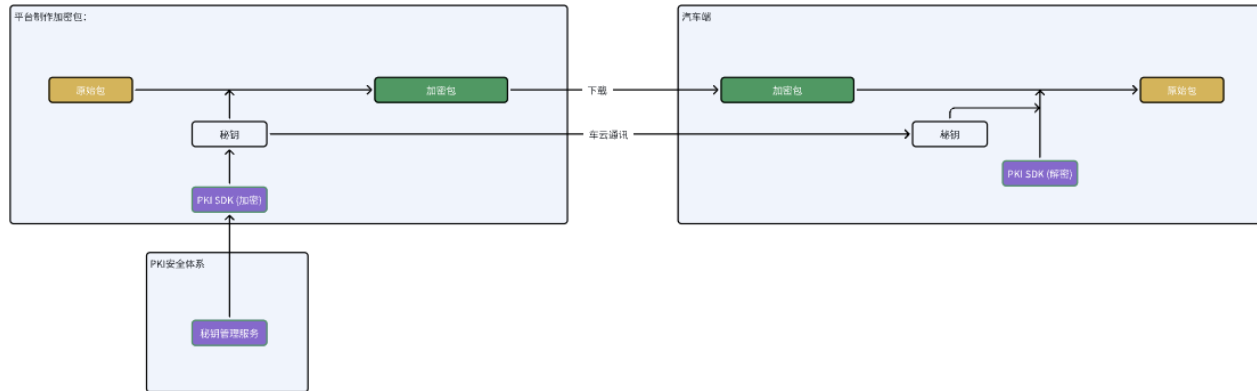 平台制作加密包：
汽车端
原始包
加密包
下载
加密包
原始包
秘钥
车云通讯
秘钥
PKI SDK (解密)
PKI SDK (加密)
PKI安全体系
秘钥管理服务